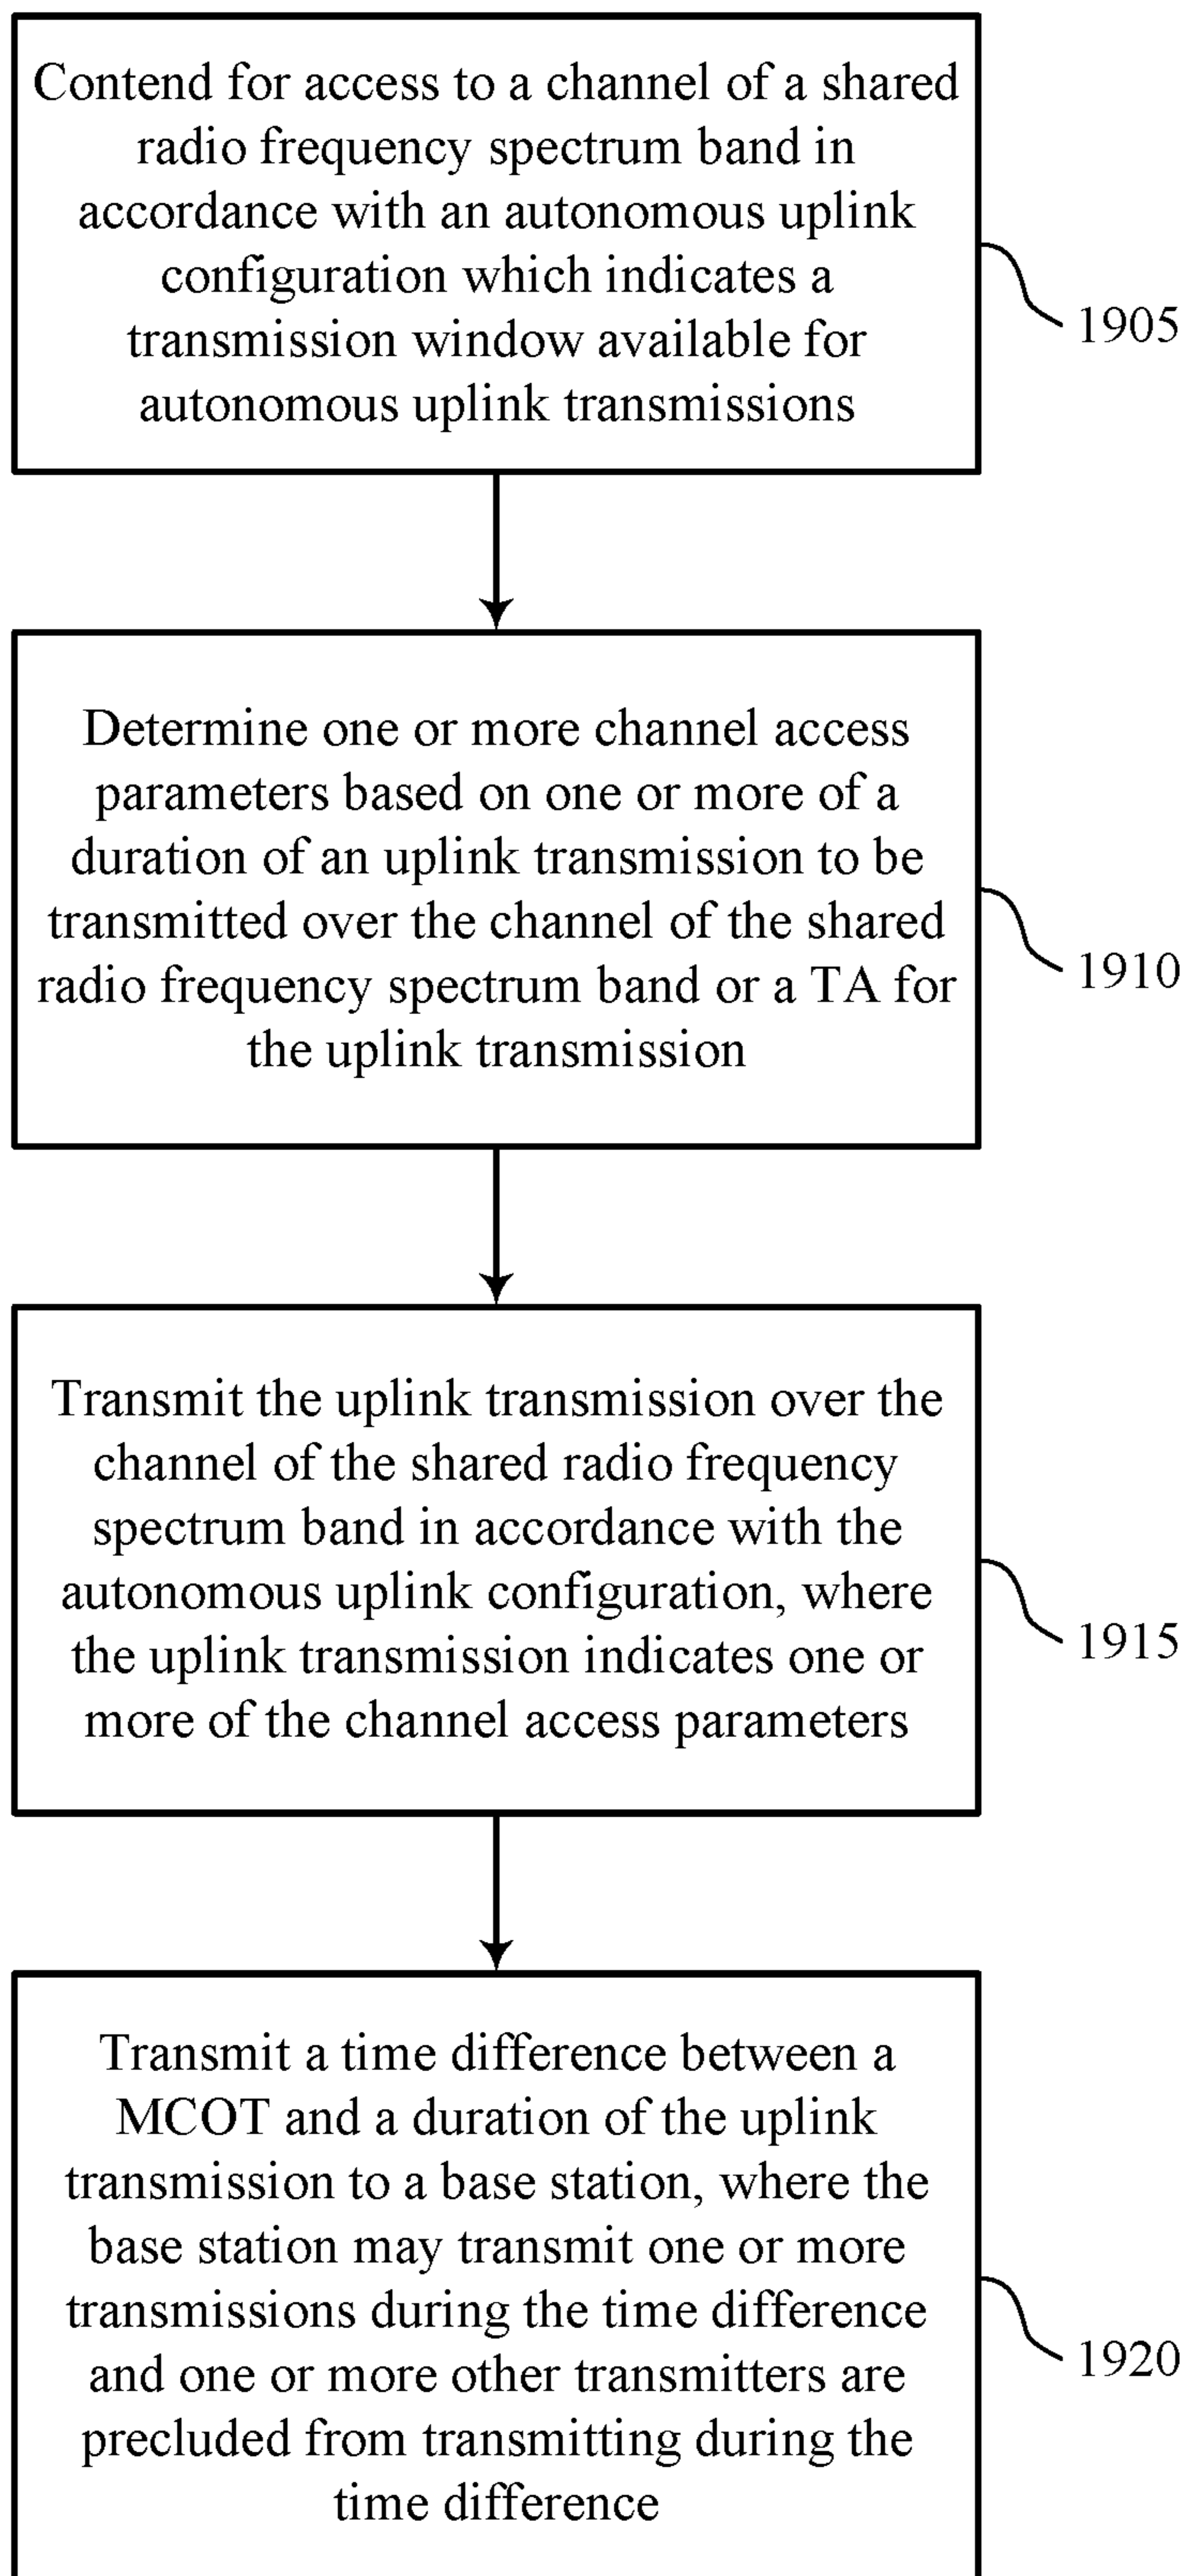 Contend for access to a channel of a shared
radio frequency spectrum band in
accordance with an autonomous uplink
configuration which indicates a
transmission window available for
autonomous uplink transmissions
1905
Determine one or more channel access
parameters based on one or more of a
duration of an uplink transmission to be
transmitted over the channel of the shared
radio frequency spectrum band or a TA for
the uplink transmission
1910
Transmit the uplink transmission over the
channel of the shared radio frequency
spectrum band in accordance with the
autonomous uplink configuration, where
the uplink transmission indicates one or
more of the channel access parameters
1915
Transmit a time difference between a
MCOT and a duration of the uplink
transmission to a base station, where the
base station may transmit one or more
transmissions during the time difference
and one or more other transmitters are
precluded from transmitting during the
time difference
1920